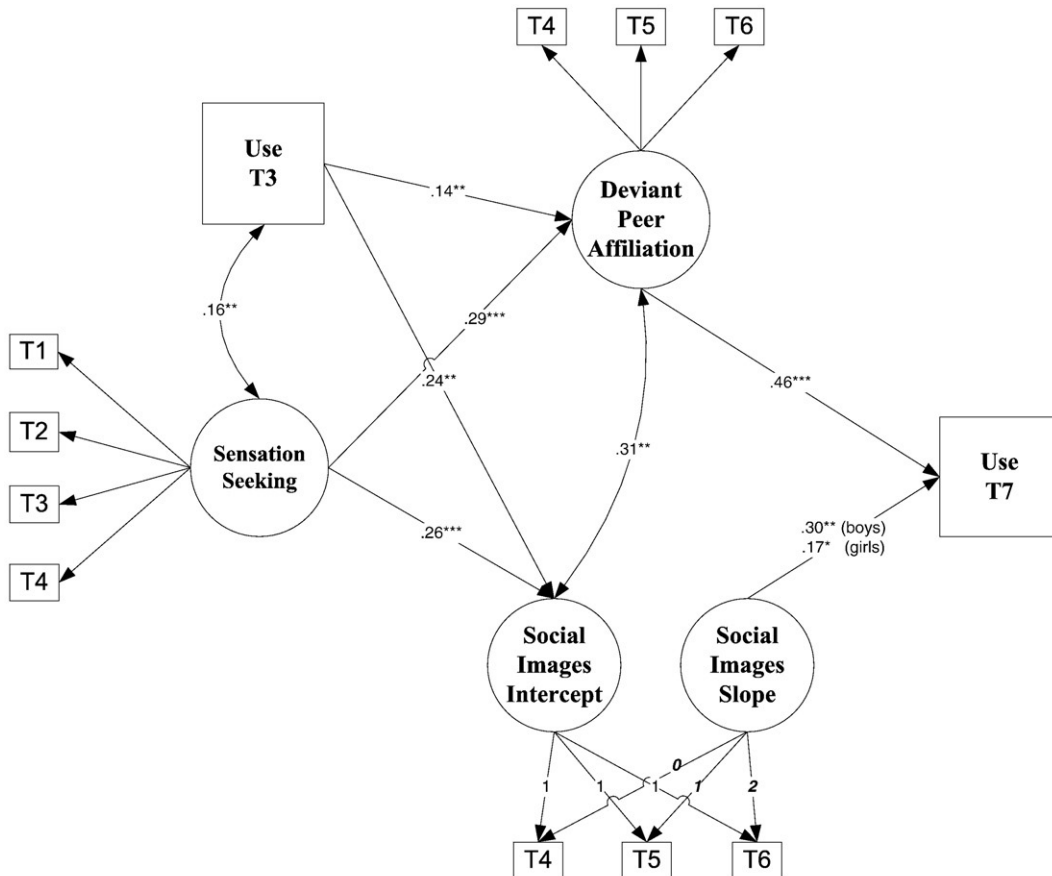 T4
T5
T6
Use
T3
Deviant
Peer
Affiliation
.14**
.16**
.29***
T1
T2
T3
T4
Sensation
Seeking
.24**
.31**
.46***
Use
T7
.26***
.30** (boys)
.17* (girls)
Social
Images
Intercept
Social
Images
Slope
0
1
1
1
1
2
T4
T5
T6